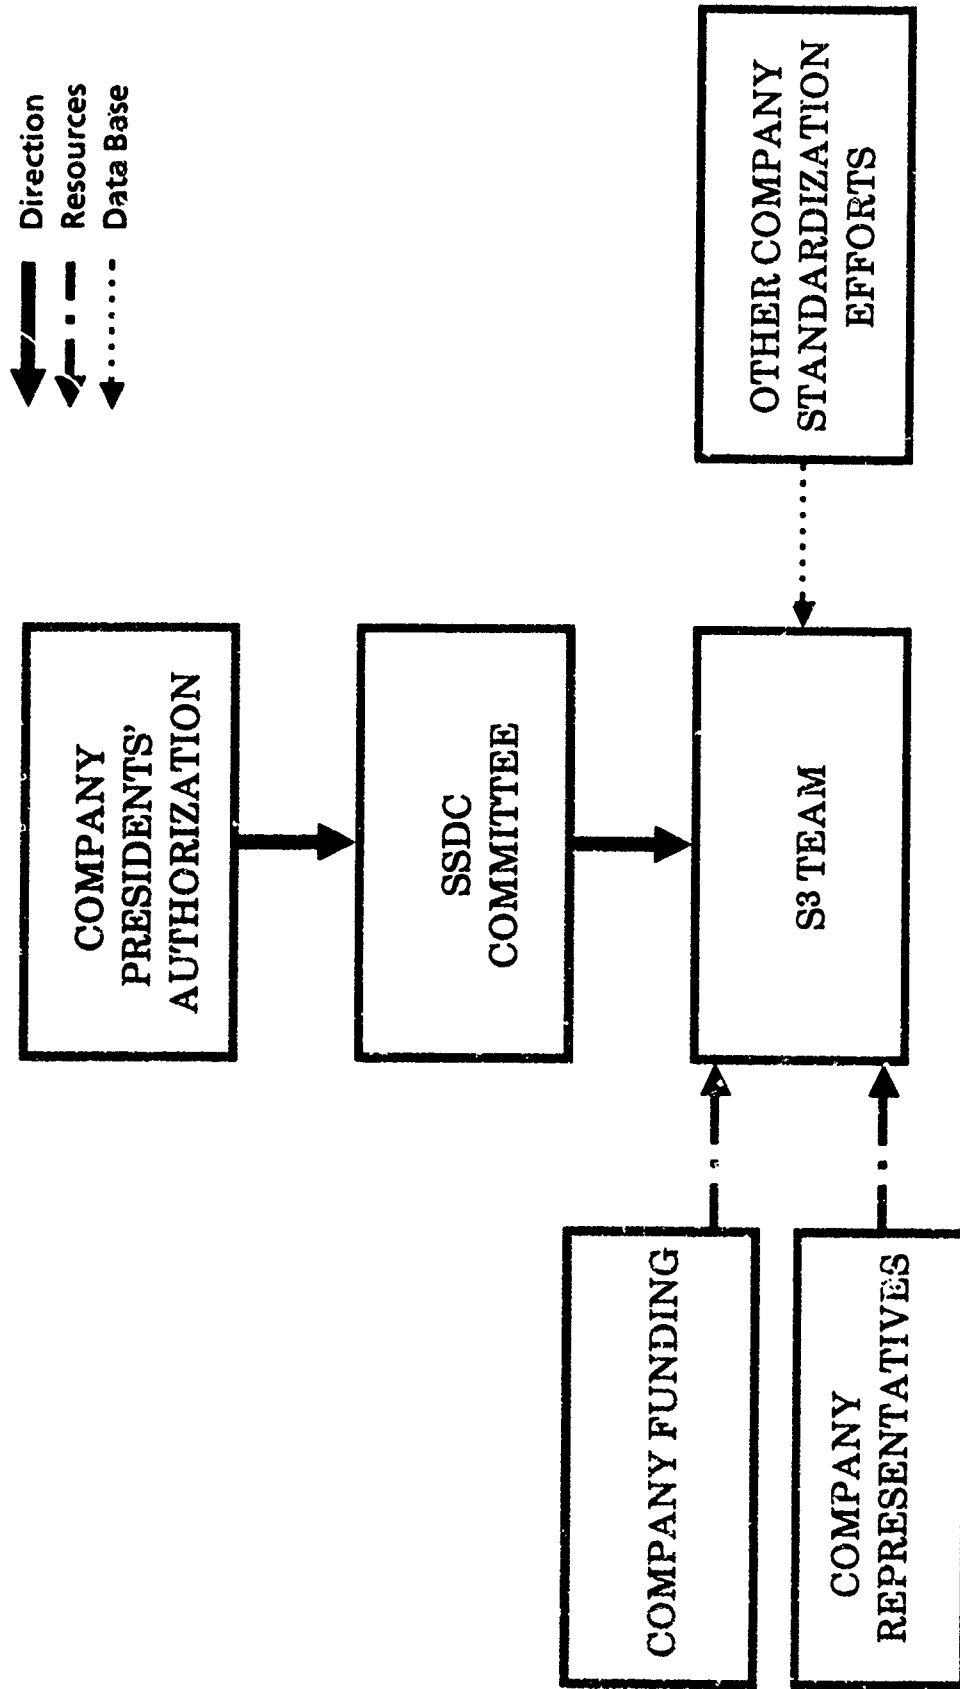 Direction
Resources
Data Base
COMPANY
PRESIDENTS'
AUTHORIZATION
SSDC
COMMITTEE
COMPANY FUNDING
S³ TEAM
OTHER COMPANY
STANDARDIZATION
EFFORTS
COMPANY
REPRESENTATIVES